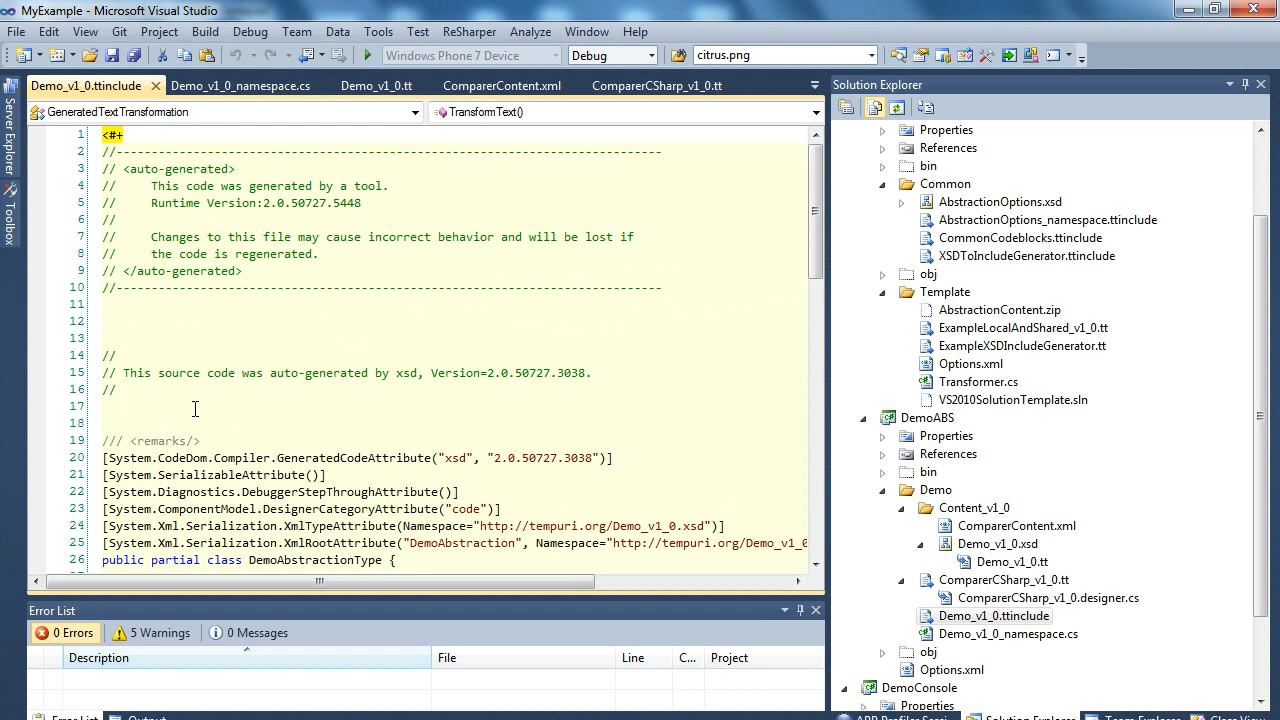 MyExample - Microsoft Visual Studio
File Edit View Git Project Build Debug Team Data Tools Test ReSharper Analyze Window Help
Windows Phone 7 Device Debug citrus.png
Demo_v1_0.ttinclude Demo_v1_0_namespace.cs Demo_v1_0.tt ComparerContent.xml ComparerCSharp_v1_0.tt
GeneratedTextTransformation TransformText()
Server Explorer
Toolbox
1 <#+
2 //-----------------------------------------------------------------------------
3 // <auto-generated>
4 //     This code was generated by a tool.
5 //     Runtime Version:2.0.50727.5448
6 //
7 //     Changes to this file may cause incorrect behavior and will be lost if
8 //     the code is regenerated.
9 // </auto-generated>
10 //-----------------------------------------------------------------------------
11
12
13
14 //
15 // This source code was auto-generated by xsd, Version=2.0.50727.3038.
16 //
17
18
19 /// <remarks/>
20 [System.CodeDom.Compiler.GeneratedCodeAttribute("xsd", "2.0.50727.3038")]
21 [System.SerializableAttribute()]
22 [System.Diagnostics.DebuggerStepThroughAttribute()]
23 [System.ComponentModel.DesignerCategoryAttribute("code")]
24 [System.Xml.Serialization.XmlTypeAttribute(Namespace="http://tempuri.org/Demo_v1_0.xsd")]
25 [System.Xml.Serialization.XmlRootAttribute("DemoAbstraction", Namespace="http://tempuri.org/Demo_v1_0
26 public partial class DemoAbstractionType {
Error List
0 Errors 5 Warnings 0 Messages
Description File Line C... Project
Error List Output
Solution Explorer
Properties
References
bin
Common
AbstractionOptions.xsd
AbstractionOptions_namespace.ttinclude
CommonCodeblocks.ttinclude
XSDToIncludeGenerator.ttinclude
obj
Template
AbstractionContent.zip
ExampleLocalAndShared_v1_0.tt
ExampleXSDIncludeGenerator.tt
Options.xml
Transformer.cs
VS2010SolutionTemplate.sln
DemoABS
Properties
References
bin
Demo
Content_v1_0
ComparerContent.xml
Demo_v1_0.xsd
Demo_v1_0.tt
ComparerCSharp_v1_0.tt
ComparerCSharp_v1_0.designer.cs
Demo_v1_0.ttinclude
Demo_v1_0_namespace.cs
obj
Options.xml
DemoConsole
Properties
Solution Explorer Team Explorer Class View